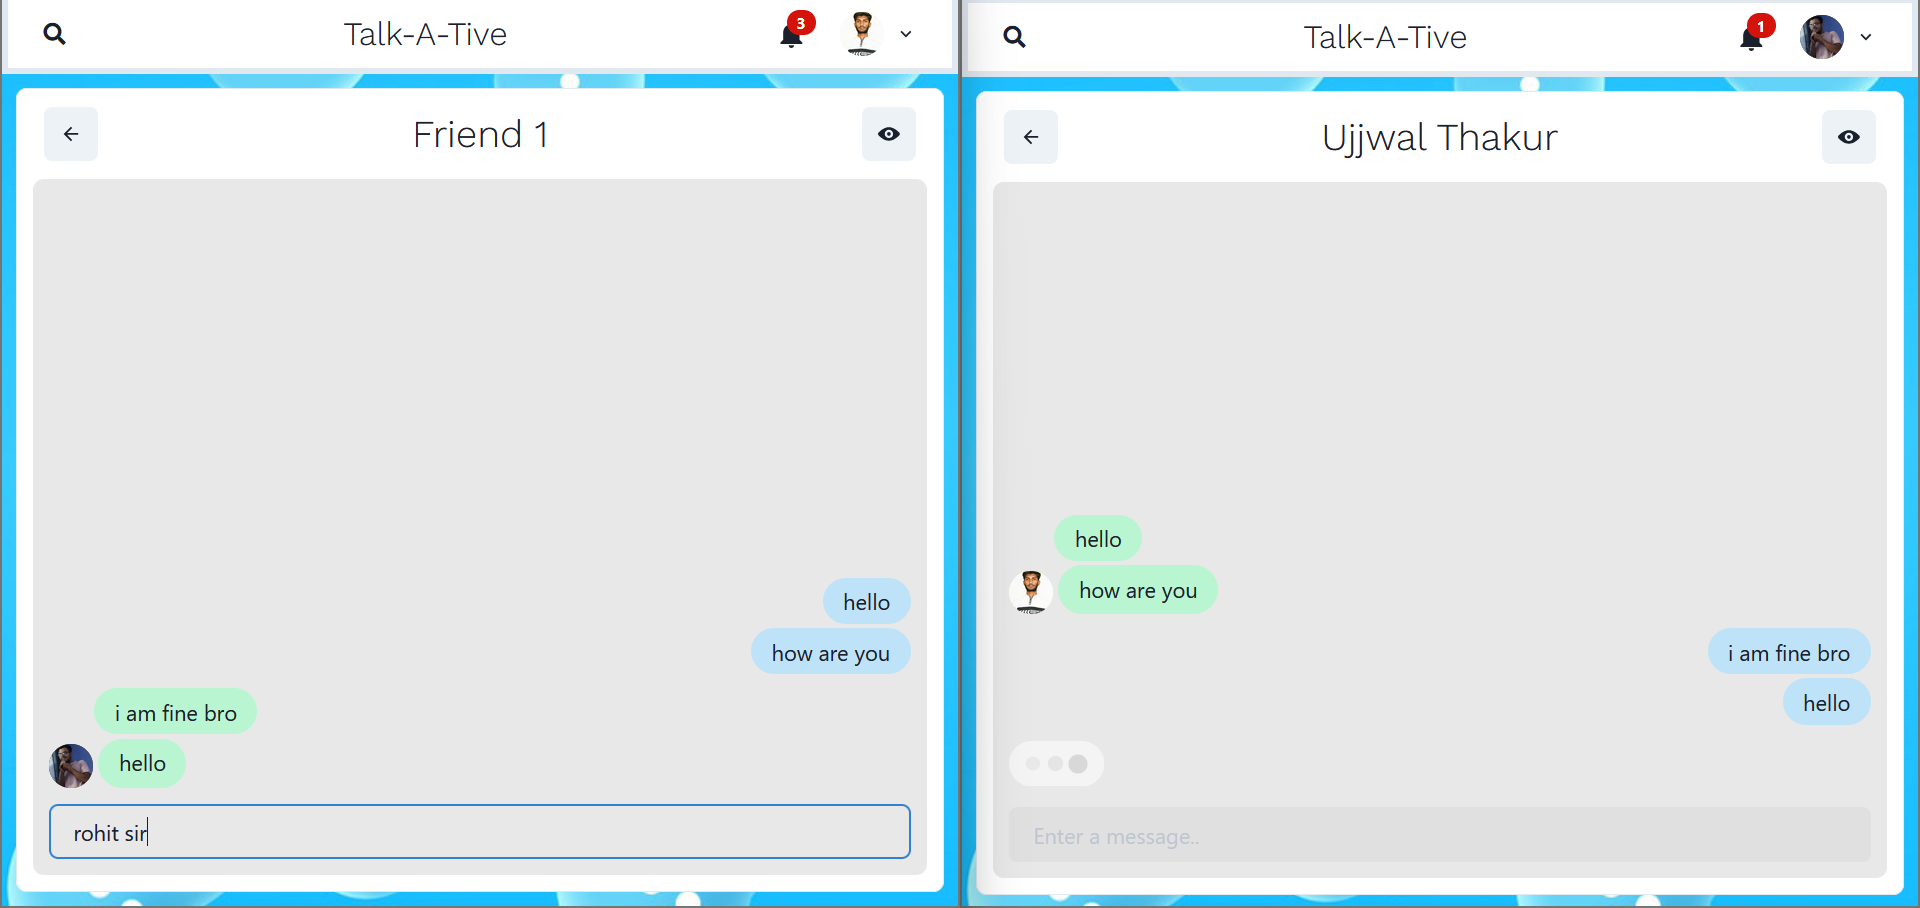 Talk-A-Tive
3
Friend 1
hello
how are you
i am fine bro
hello
rohit sir
Talk-A-Tive
1
Ujjwal Thakur
hello
how are you
i am fine bro
hello
Enter a message..